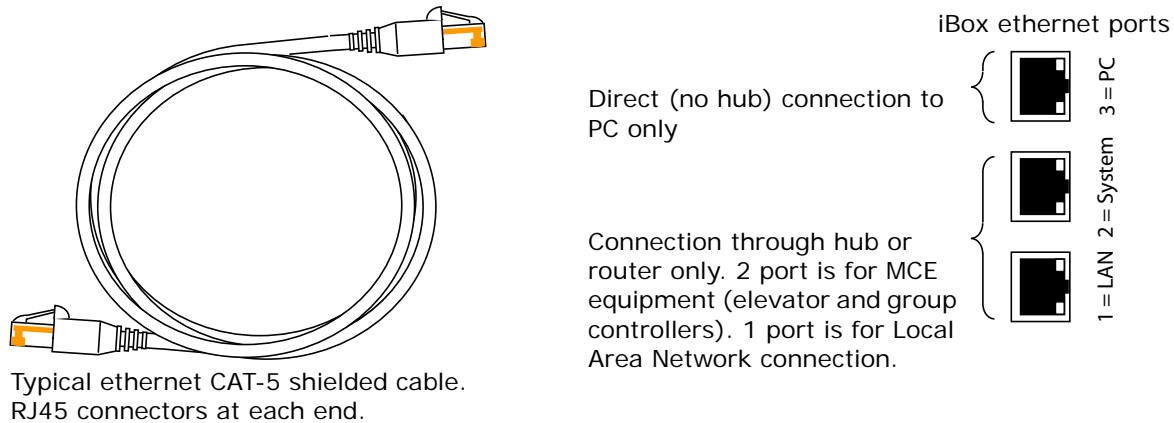 iBox ethernet ports
Direct (no hub) connection to
PC only
3 = PC
2 = System
1 = LAN
Connection through hub or
router only. 2 port is for MCE
equipment (elevator and group
controllers). 1 port is for Local
Area Network connection.
Typical ethernet CAT-5 shielded cable.
RJ45 connectors at each end.